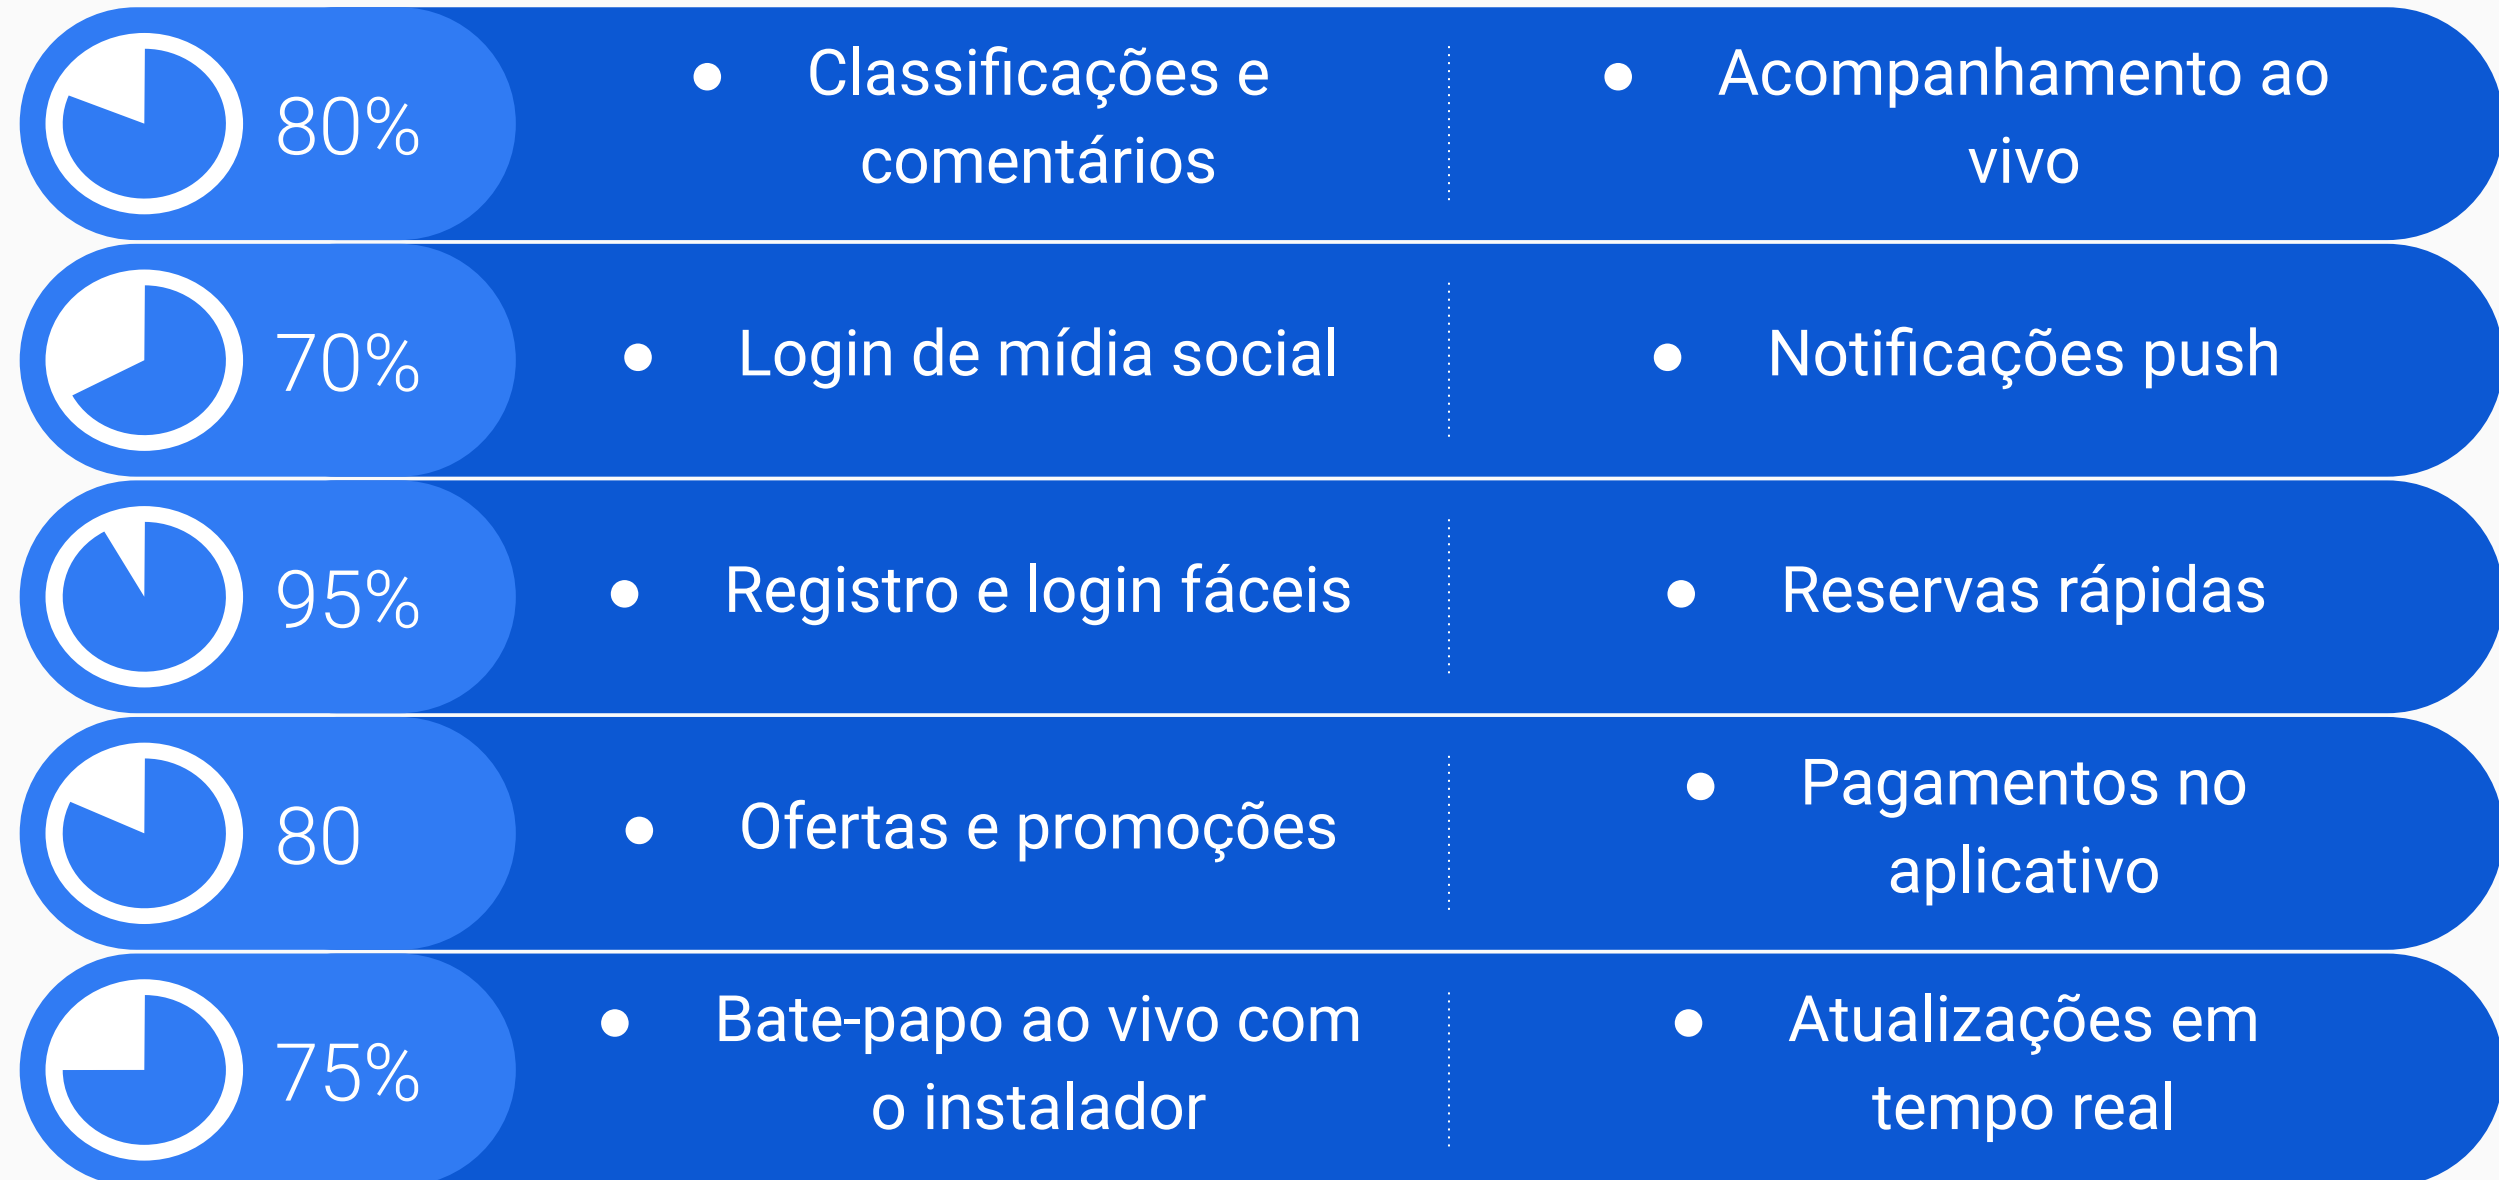 80%
• Classificações e
comentários
• Acompanhamento ao
vivo
70%
• Login de mídia social
• Notificações push
95%
• Registro e login fáceis
• Reservas rápidas
80
• Ofertas e promoções
• Pagamentos no
aplicativo
75%
• Bate-papo ao vivo com
o instalador
• Atualizações em
tempo real